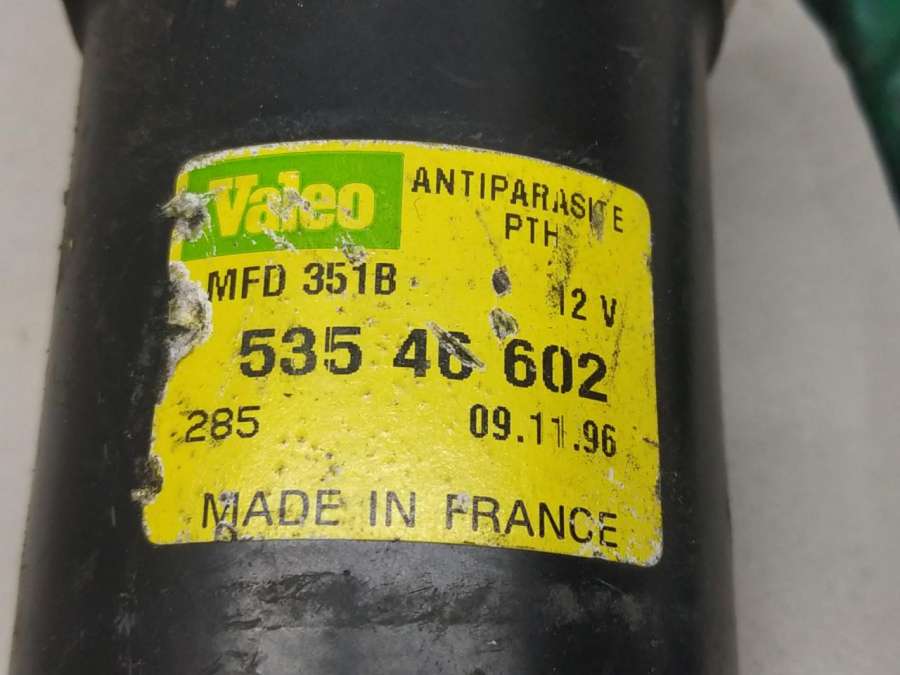 Valeo
ANTIPARASITE
PTH
MFD 351B
12 V
535 46 602
285
09.11.96
MADE IN FRANCE